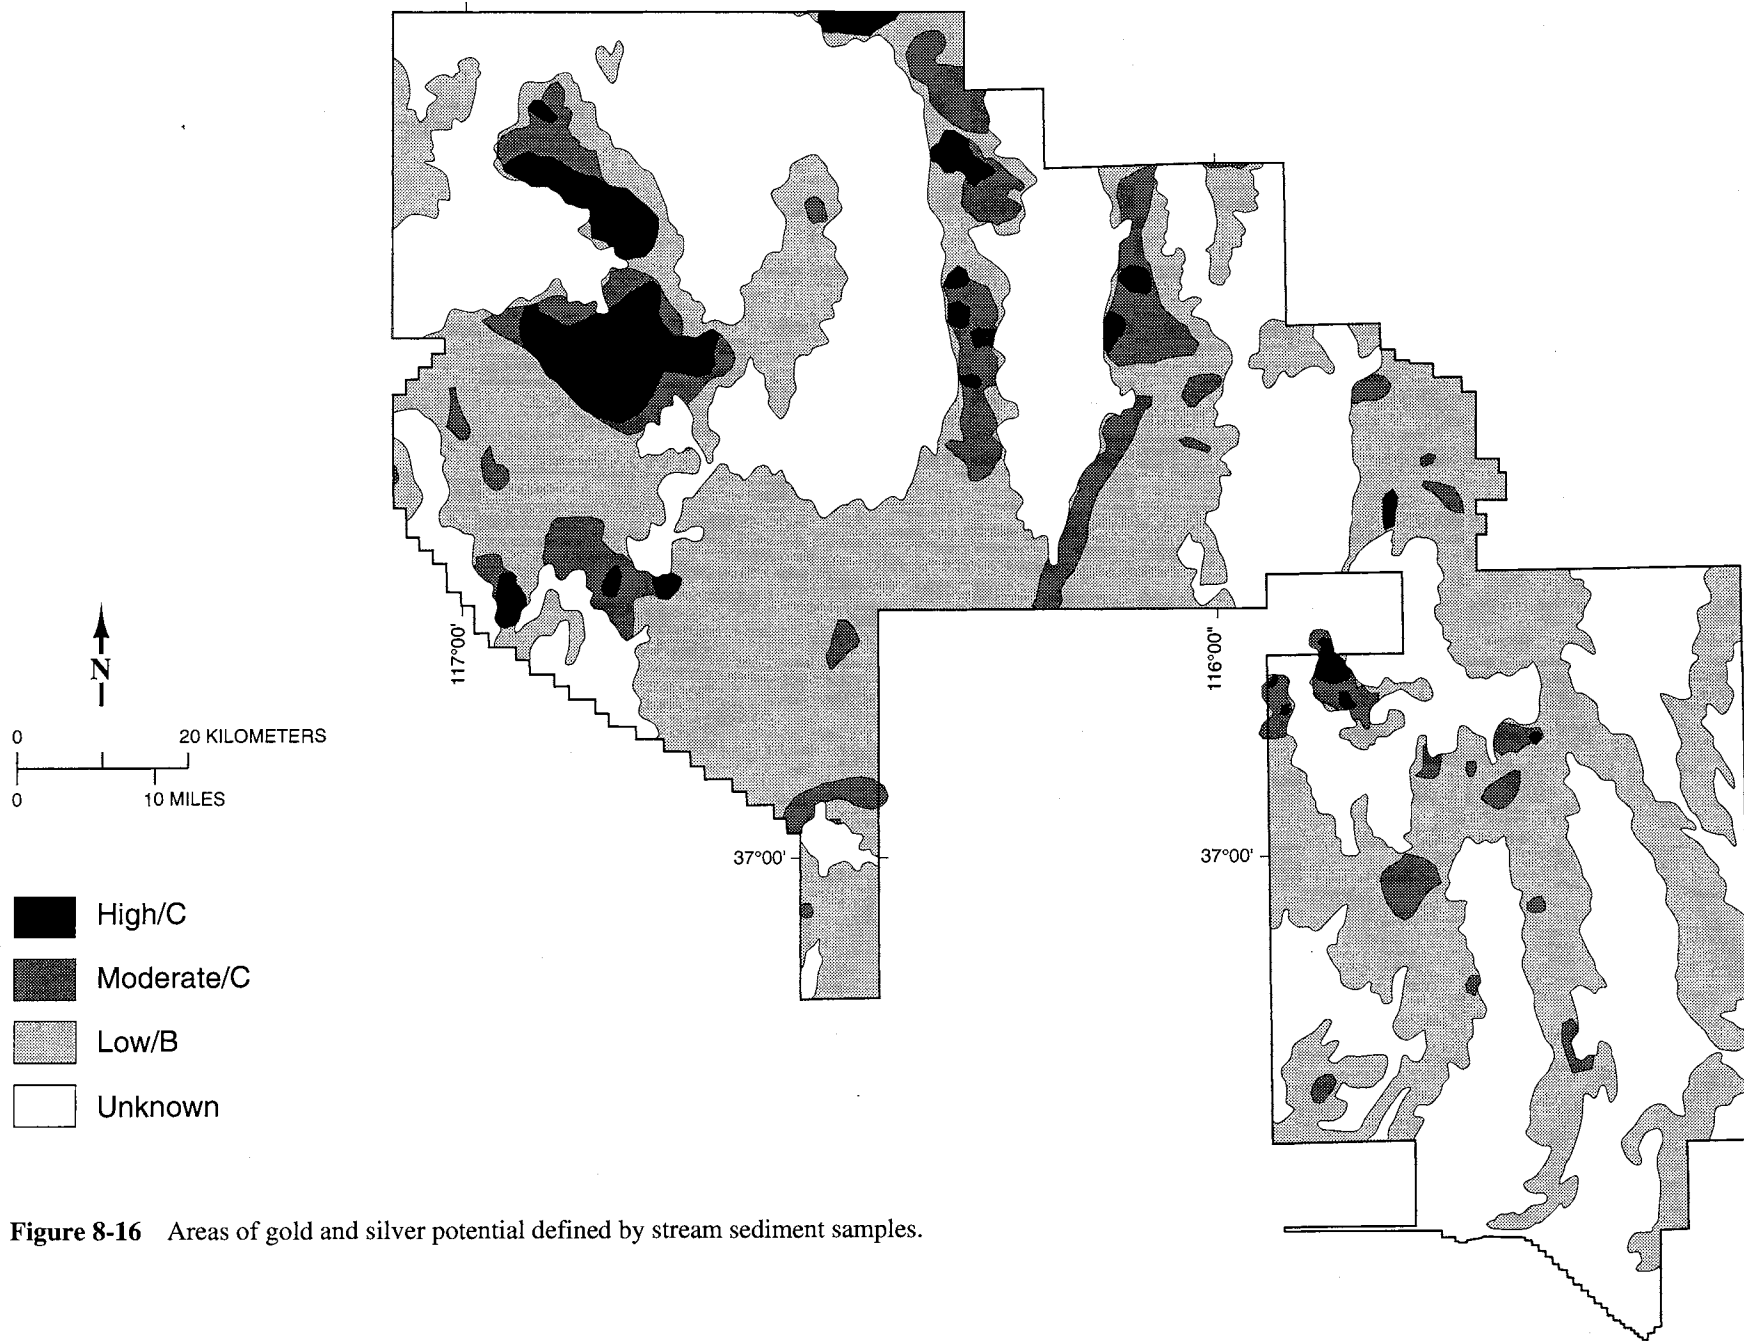 117°00'
116°00"
N
0 20 KILOMETERS
0 10 MILES
37°00'
37°00'
High/C
Moderate/C
Low/B
Unknown
Figure 8-16 Areas of gold and silver potential defined by stream sediment samples.